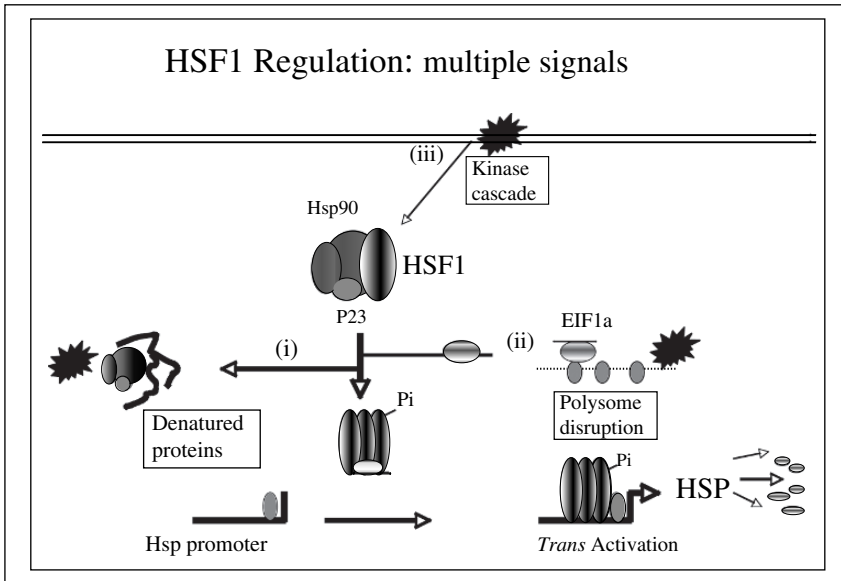 HSF1 Regulation: multiple signals
(iii)
Kinase
cascade
Hsp90
HSF1
P23
EIF1a
(i)
(ii)
Pi
Denatured
proteins
Polysome
disruption
Pi
HSP
Hsp promoter
Trans Activation